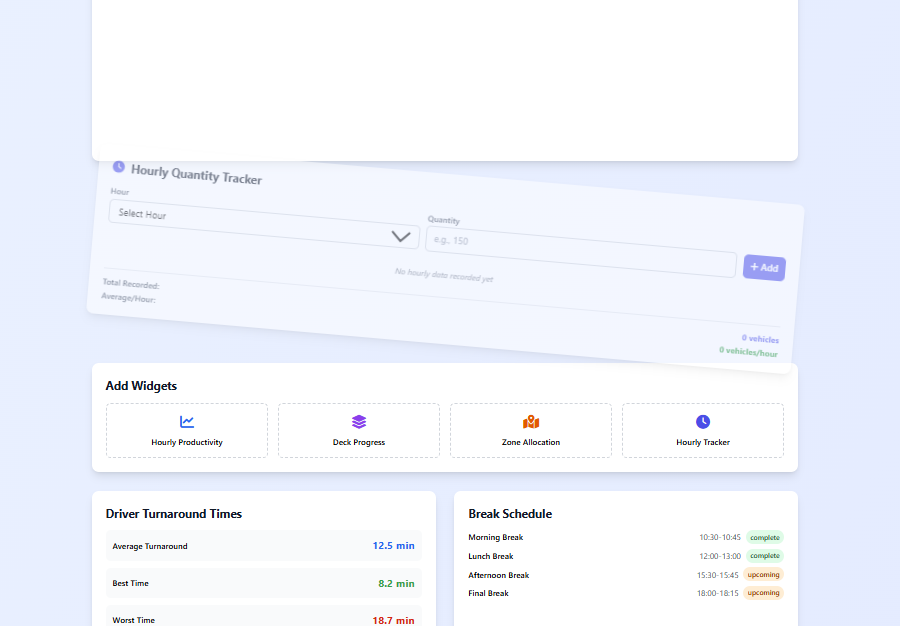 Hourly Quantity Tracker
Hour
Select Hour
Quantity
e.g., 150
+ Add
No hourly data recorded yet
Total Recorded:
0 vehicles
Average/Hour:
0 vehicles/hour
Add Widgets
Hourly Productivity
Deck Progress
Zone Allocation
Hourly Tracker
Driver Turnaround Times
Average Turnaround 12.5 min
Best Time 8.2 min
Worst Time 18.7 min
Break Schedule
Morning Break 10:30-10:45 complete
Lunch Break 12:00-13:00 complete
Afternoon Break 15:30-15:45 upcoming
Final Break 18:00-18:15 upcoming